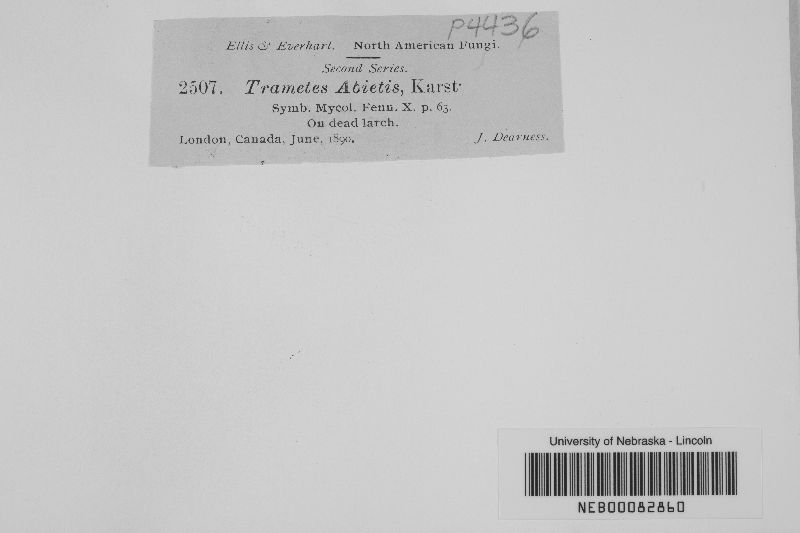 P4436
Ellis & Everhart. North American Fungi.
Second Series.
2507. Trametes Abietis, Karst.
Symb. Mycol. Fenn. X. p. 63.
On dead larch.
London, Canada, June, 1890. J. Dearness.
University of Nebraska - Lincoln
NEB00082860